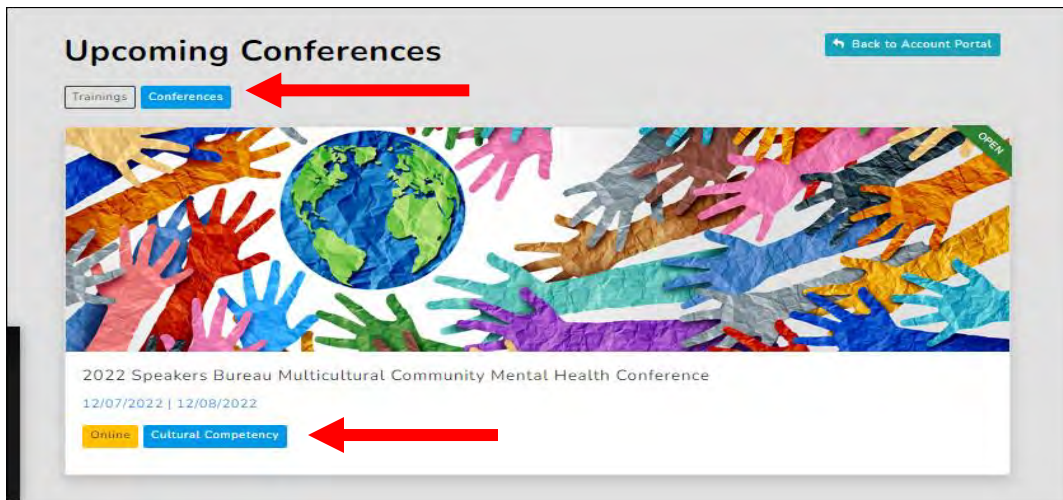 Upcoming Conferences
Back to Account Portal
Trainings Conferences
OPEN
2022 Speakers Bureau Multicultural Community Mental Health Conference
12/07/2022 | 12/08/2022
Online Cultural Competency